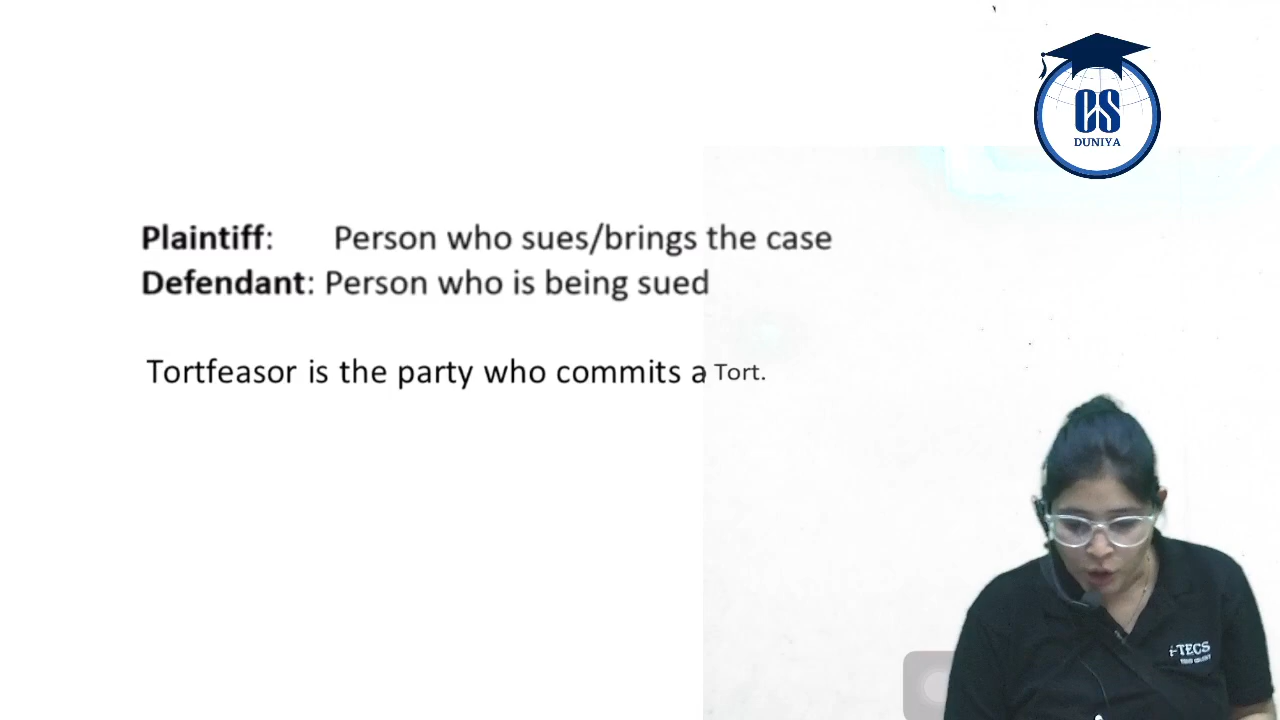 CS
DUNIYA
Plaintiff: Person who sues/brings the case
Defendant: Person who is being sued
Tortfeasor is the party who commits a Tort.
i-TECS